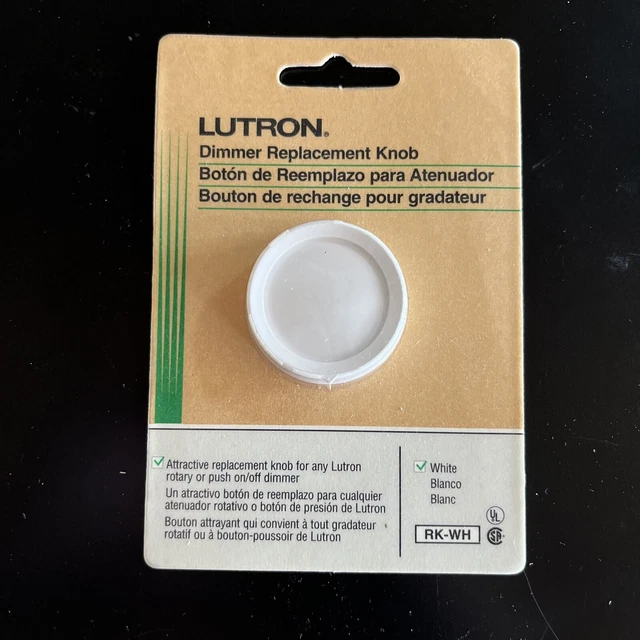 LUTRON®
Dimmer Replacement Knob
Botón de Reemplazo para Atenuador
Bouton de rechange pour gradateur
Attractive replacement knob for any Lutron
rotary or push on/off dimmer
Un atractivo botón de reemplazo para cualquier
atenuador rotativo o botón de presión de Lutron
Bouton attrayant qui convient à tout gradateur
rotatif ou à bouton-poussoir de Lutron
White
Blanco
Blanc
UL
RK-WH
SA